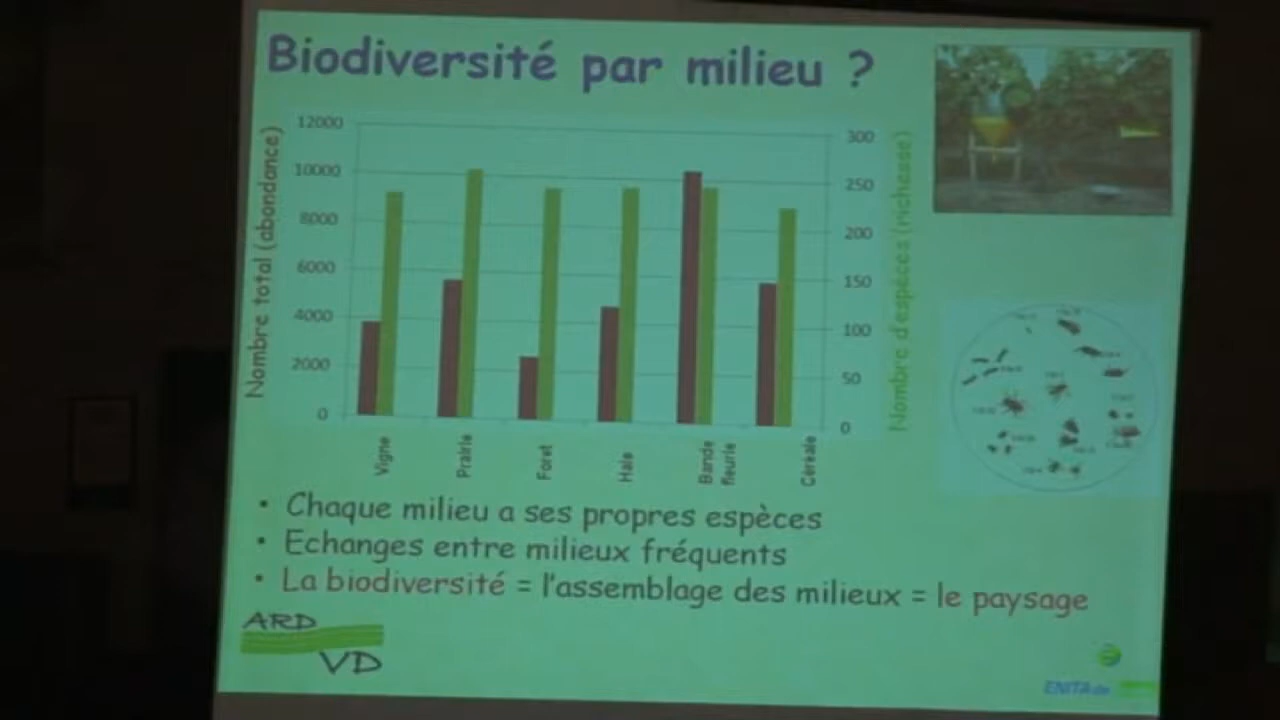 Biodiversité par milieu ?
Nombre total (abondance)
12000
10000
8000
6000
4000
2000
0
300
250
200
150
100
50
0
Nombre d'espèces (richesse)
Vigne
Prairie
Foret
Haie
Bande
fleurie
Céréale
• Chaque milieu a ses propres espèces
• Echanges entre milieux fréquents
• La biodiversité = l'assemblage des milieux = le paysage
ARD
VD
ENITA de